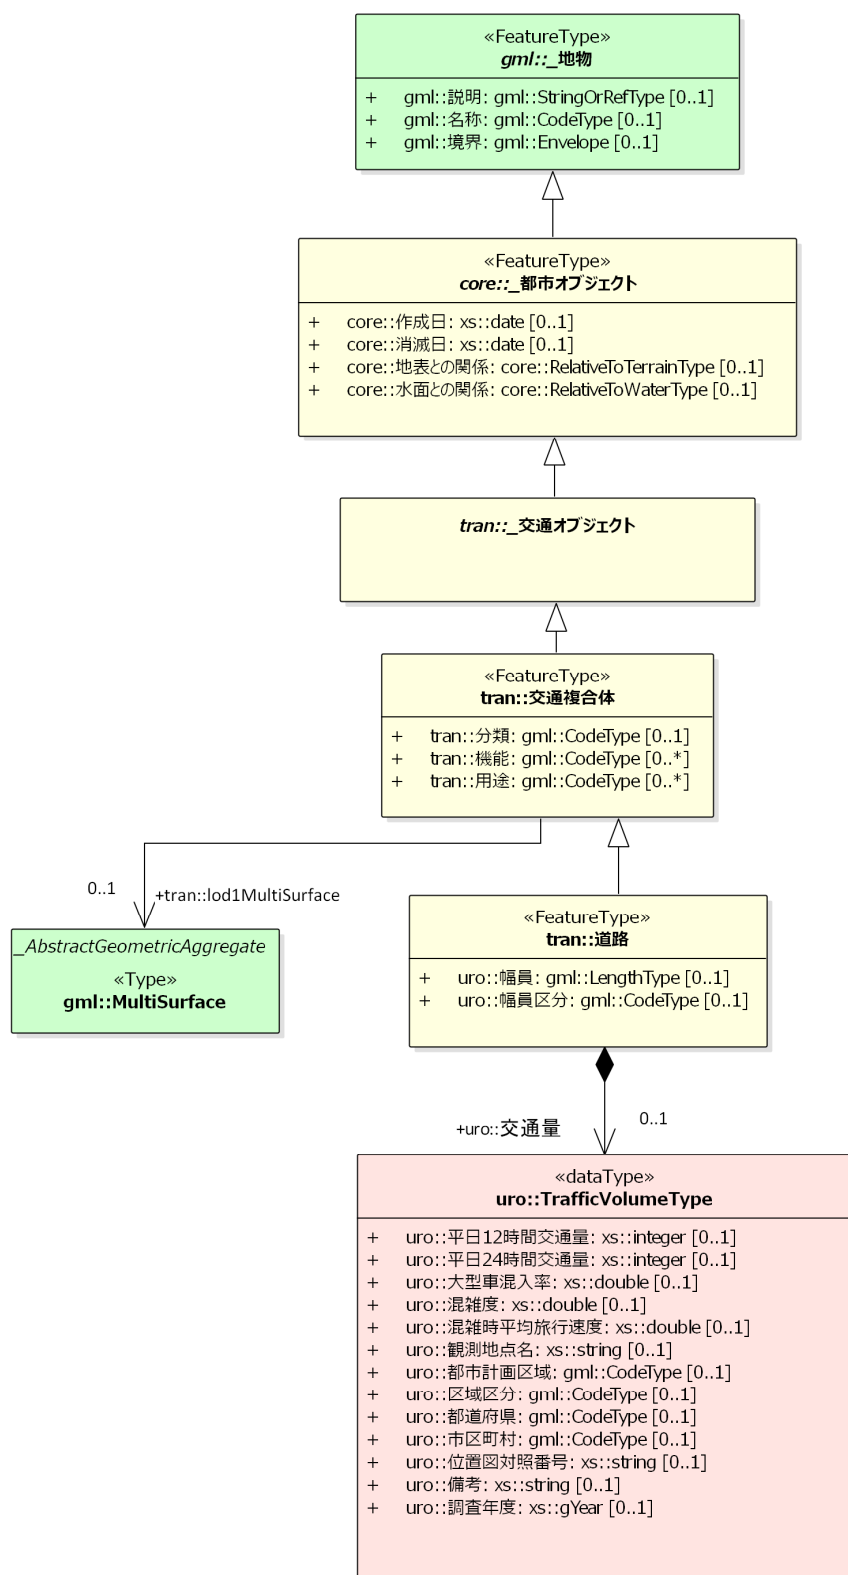 «FeatureType»
gml::_地物
+ gml::説明: gml::StringOrRefType [0..1]
+ gml::名称: gml::CodeType [0..1]
+ gml::境界: gml::Envelope [0..1]
«FeatureType»
core::_都市オブジェクト
+ core::作成日: xs::date [0..1]
+ core::消滅日: xs::date [0..1]
+ core::地表との関係: core::RelativeToTerrainType [0..1]
+ core::水面との関係: core::RelativeToWaterType [0..1]
tran::_交通オブジェクト
«FeatureType»
tran::交通複合体
+ tran::分類: gml::CodeType [0..1]
+ tran::機能: gml::CodeType [0..*]
+ tran::用途: gml::CodeType [0..*]
0..1
+tran::lod1MultiSurface
_AbstractGeometricAggregate
«Type»
gml::MultiSurface
«FeatureType»
tran::道路
+ uro::幅員: gml::LengthType [0..1]
+ uro::幅員区分: gml::CodeType [0..1]
+uro::交通量
0..1
«dataType»
uro::TrafficVolumeType
+ uro::平日12時間交通量: xs::integer [0..1]
+ uro::平日24時間交通量: xs::integer [0..1]
+ uro::大型車混入率: xs::double [0..1]
+ uro::混雑度: xs::double [0..1]
+ uro::混雑時平均旅行速度: xs::double [0..1]
+ uro::観測地点名: xs::string [0..1]
+ uro::都市計画区域: gml::CodeType [0..1]
+ uro::区域区分: gml::CodeType [0..1]
+ uro::都道府県: gml::CodeType [0..1]
+ uro::市区町村: gml::CodeType [0..1]
+ uro::位置図対照番号: xs::string [0..1]
+ uro::備考: xs::string [0..1]
+ uro::調査年度: xs::gYear [0..1]